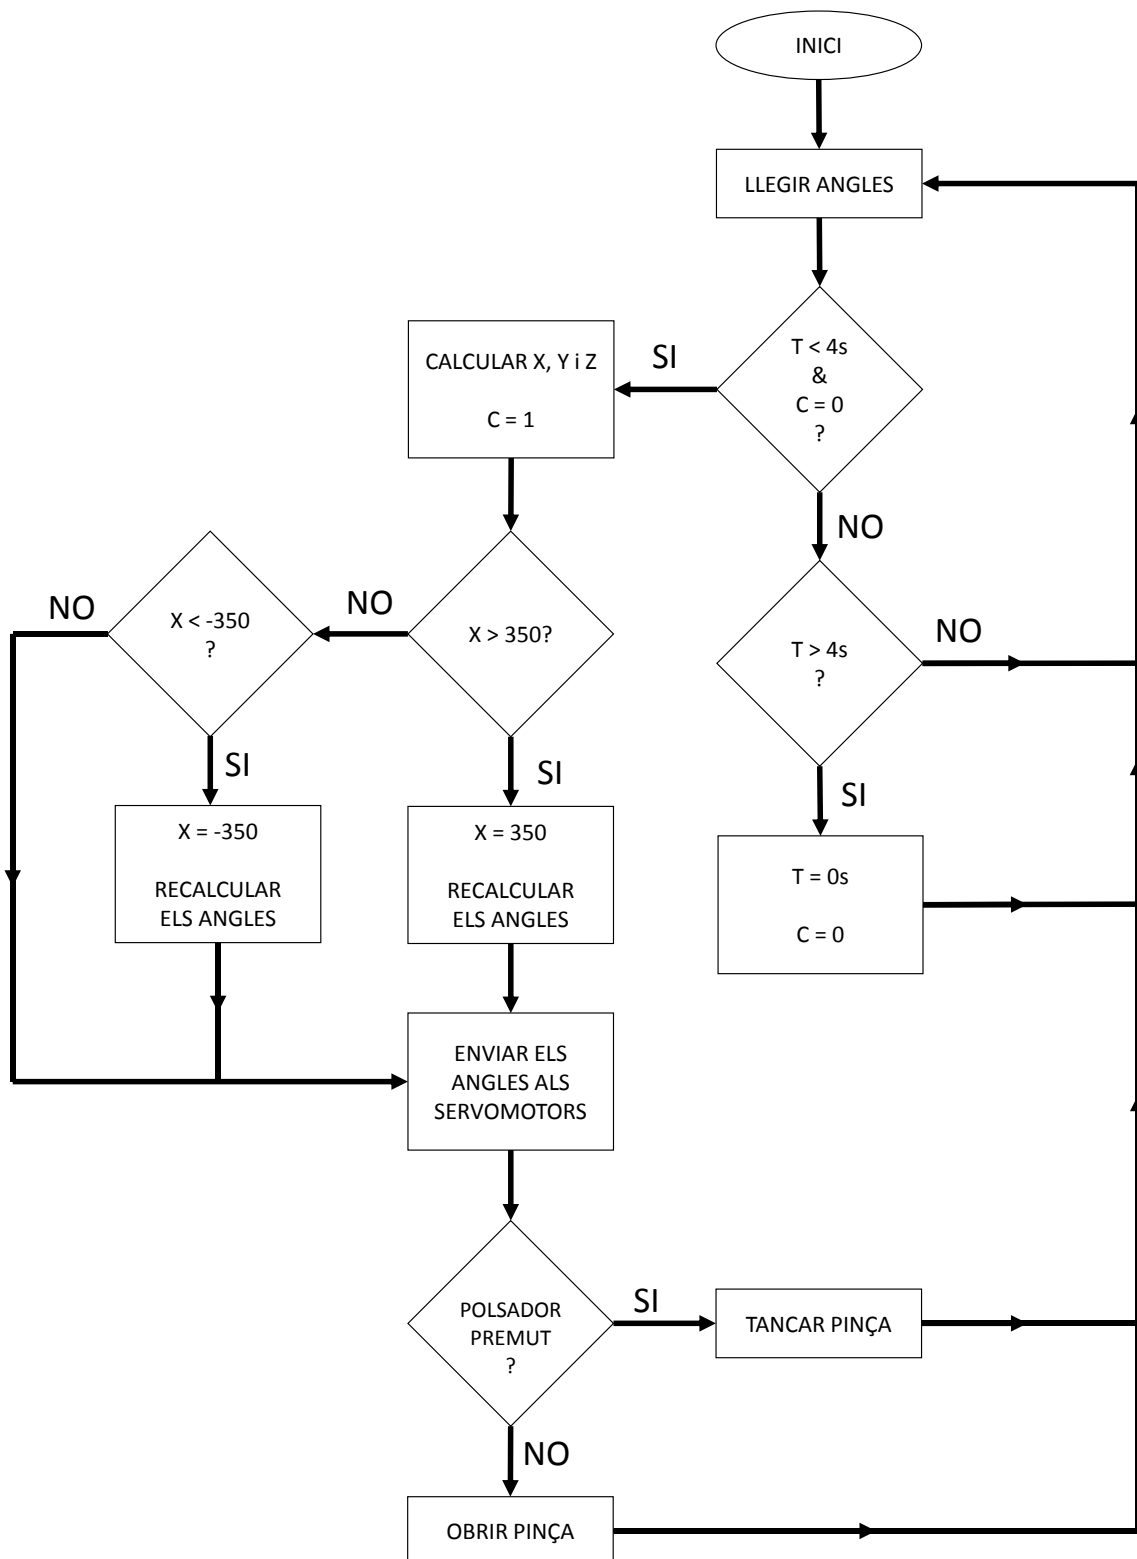 INICI
LLEGIR ANGLES
T < 4s
&
C = 0
?
SI
CALCULAR X, Y i Z
C = 1
NO
T > 4s
?
NO
SI
T = 0s
C = 0
X > 350?
NO
X < -350
?
NO
SI
X = -350
RECALCULAR
ELS ANGLES
SI
X = 350
RECALCULAR
ELS ANGLES
ENVIAR ELS
ANGLES ALS
SERVOMOTORS
POLSADOR
PREMUT
?
SI
TANCAR PINÇA
NO
OBRIR PINÇA